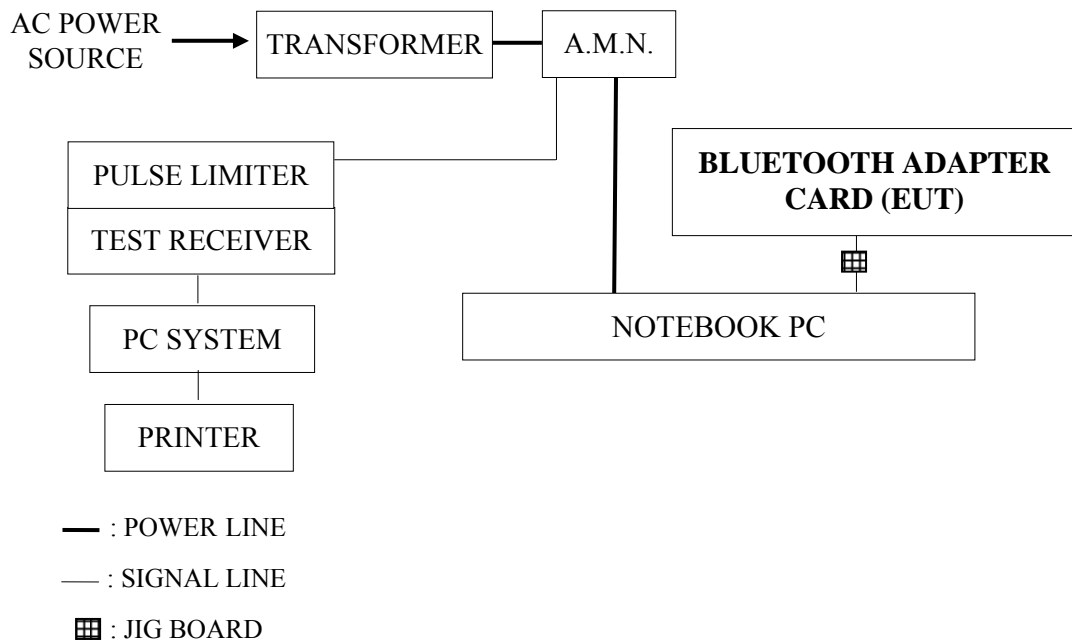 AC POWER
SOURCE
TRANSFORMER
A.M.N.
PULSE LIMITER
TEST RECEIVER
BLUETOOTH ADAPTER
CARD (EUT)
PC SYSTEM
NOTEBOOK PC
PRINTER
: POWER LINE
: SIGNAL LINE
: JIG BOARD